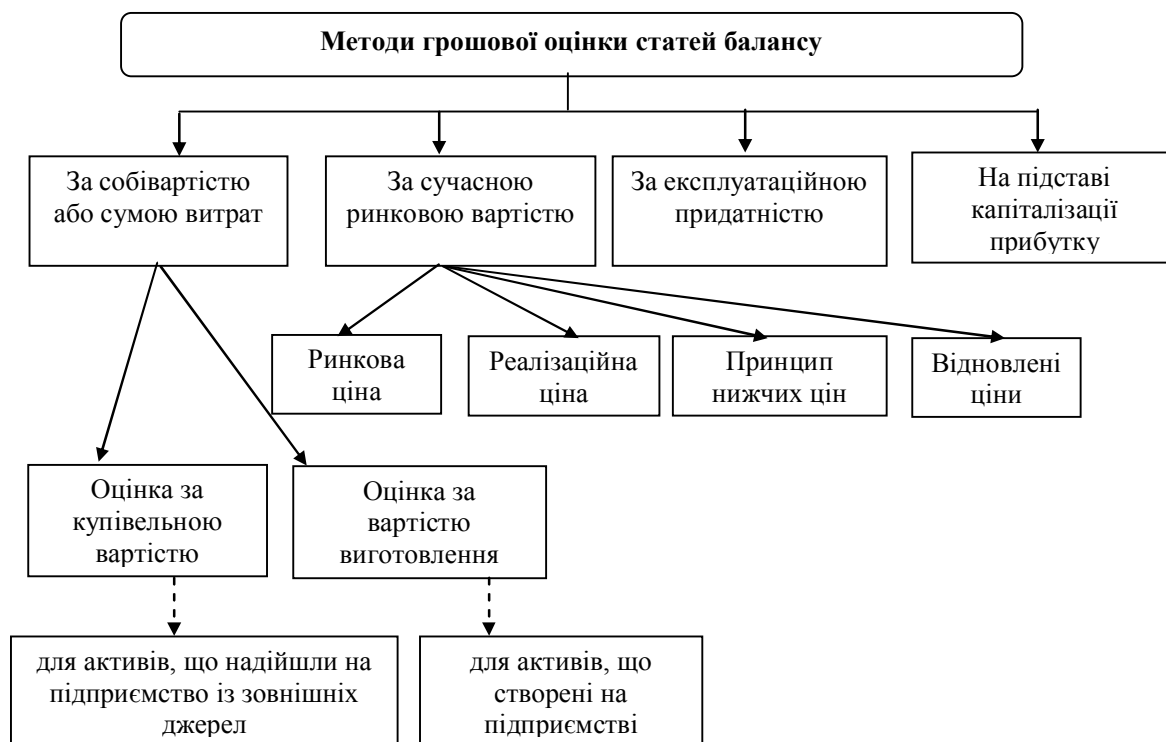 Методи грошової оцінки статей балансу
За собівартістю
або сумою витрат
За сучасною
ринковою вартістю
За експлуатаційною
придатністю
На підставі
капіталізації
прибутку
Ринкова
ціна
Реалізаційна
ціна
Принцип
нижчих цін
Відновлені
ціни
Оцінка за
купівельною
вартістю
Оцінка за
вартістю
виготовлення
для активів, що надійшли на
підприємство із зовнішніх
джерел
для активів, що
створені на
підприємстві